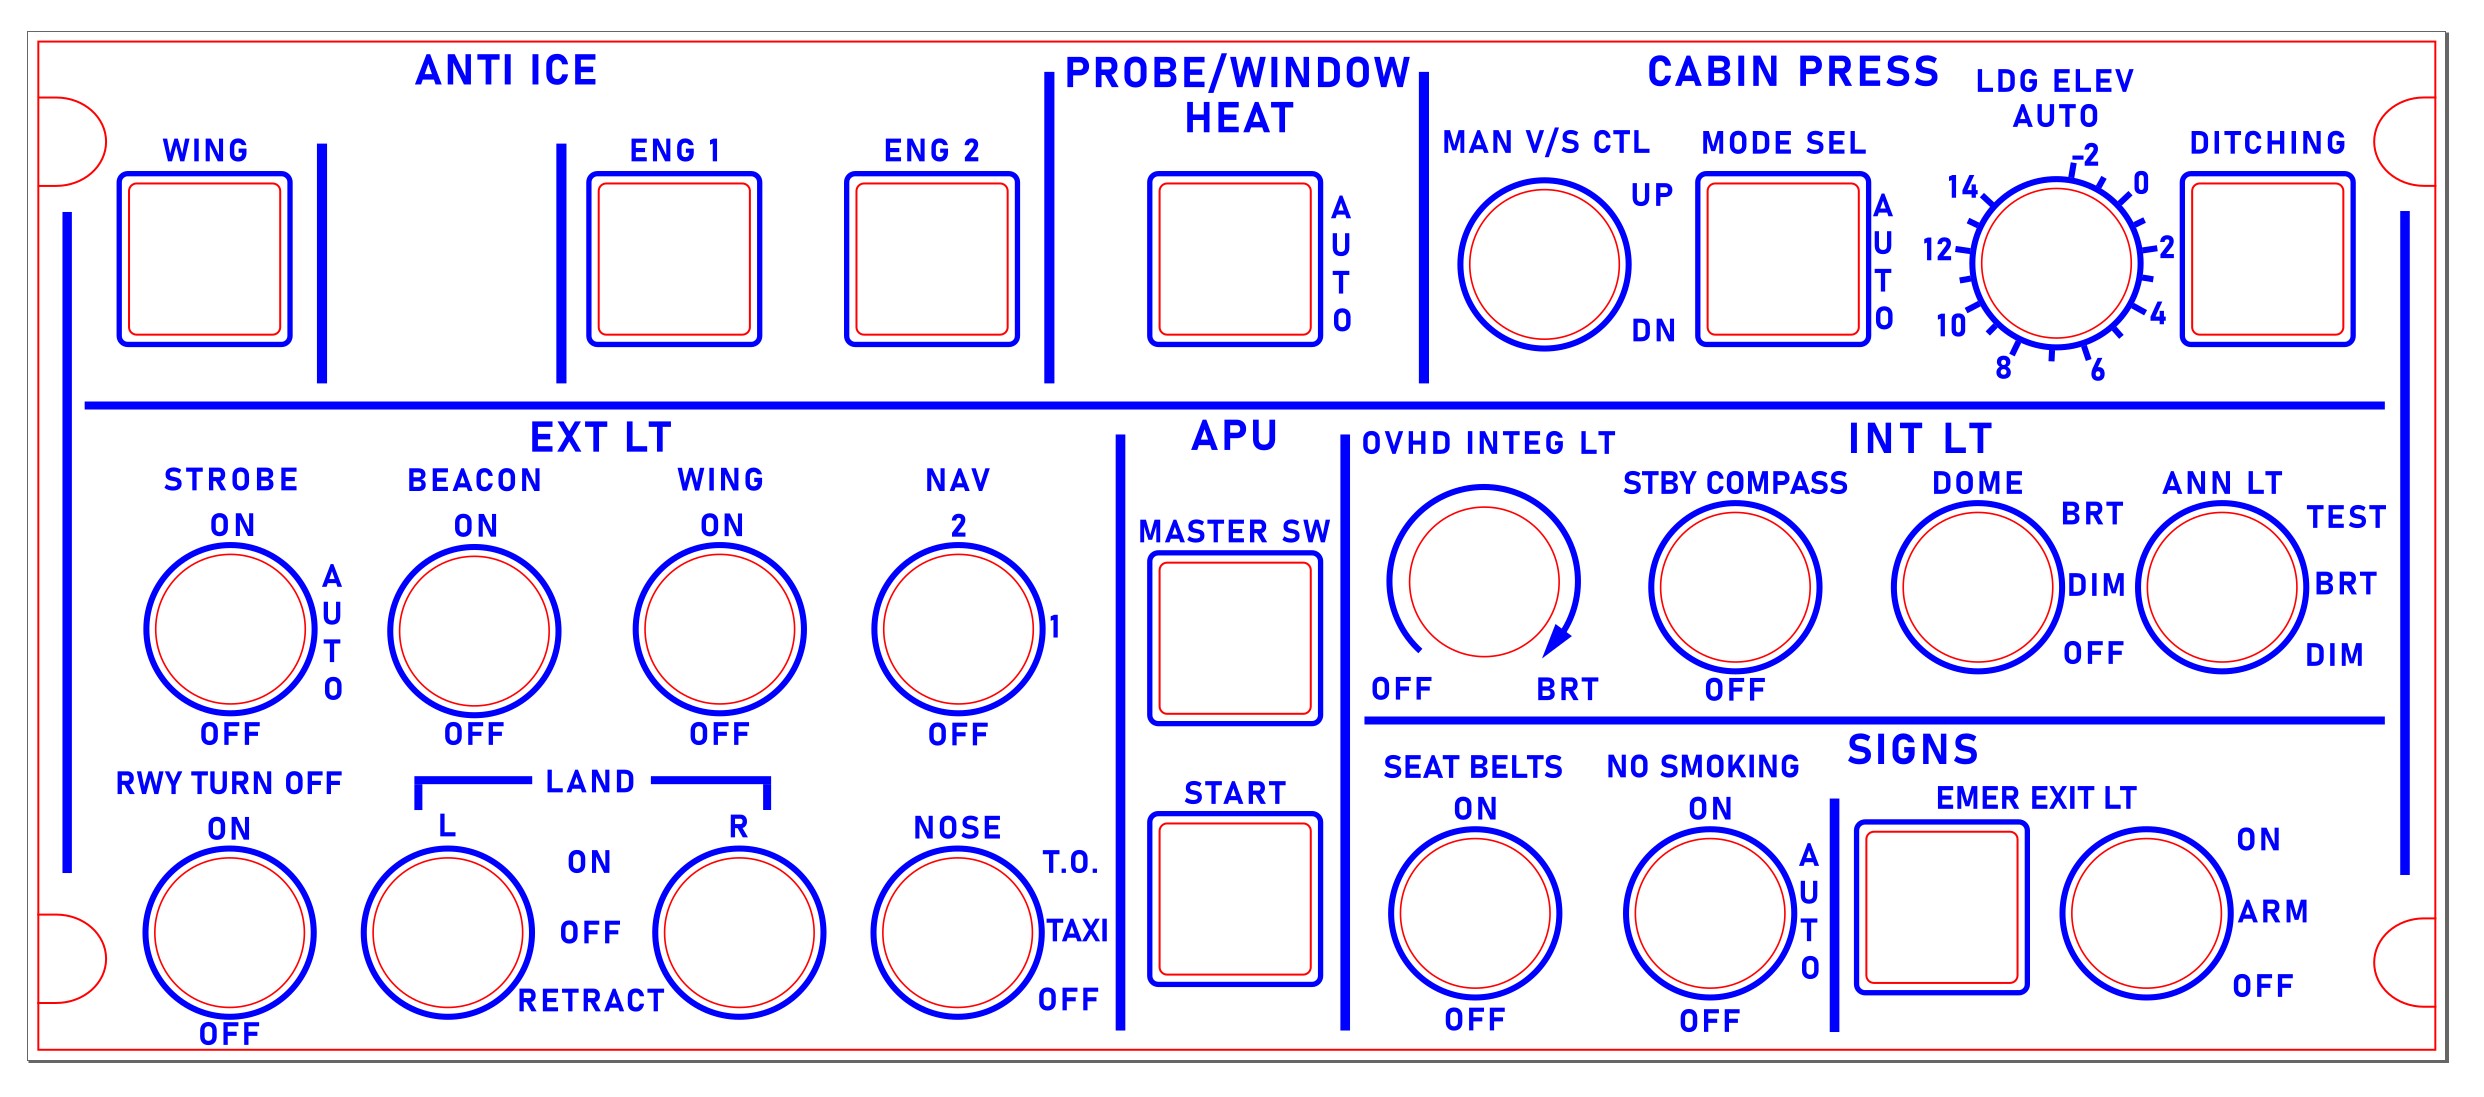 ANTI ICE
WING
ENG 1
ENG 2
PROBE/WINDOW
HEAT
AUTO
CABIN PRESS
MAN V/S CTL
UP
DN
MODE SEL
AUTO
LDG ELEV
AUTO
-2
0
2
4
6
8
10
12
14
DITCHING
EXT LT
STROBE
ON
AUTO
OFF
BEACON
ON
OFF
WING
ON
OFF
NAV
2
1
OFF
RWY TURN OFF
ON
OFF
LAND
L
R
ON
OFF
RETRACT
NOSE
T.O.
TAXI
OFF
APU
MASTER SW
START
INT LT
OVHD INTEG LT
OFF
BRT
STBY COMPASS
OFF
DOME
BRT
DIM
OFF
ANN LT
TEST
BRT
DIM
SIGNS
SEAT BELTS
ON
OFF
NO SMOKING
ON
AUTO
OFF
EMER EXIT LT
ON
ARM
OFF